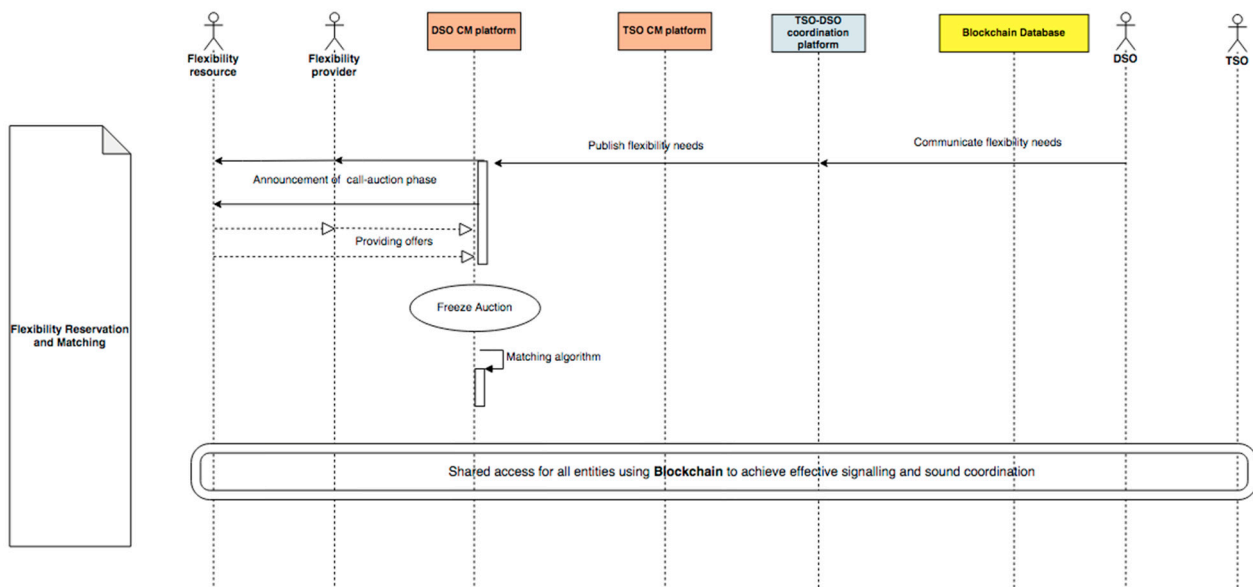 Flexibility
resource
Flexibility
provider
DSO CM platform
TSO CM platform
TSO-DSO
coordination
platform
Blockchain Database
DSO
TSO
Publish flexibility needs
Communicate flexibility needs
Announcement of call-auction phase
Providing offers
Freeze Auction
Flexibility Reservation
and Matching
Matching algorithm
Shared access for all entities using Blockchain to achieve effective signalling and sound coordination